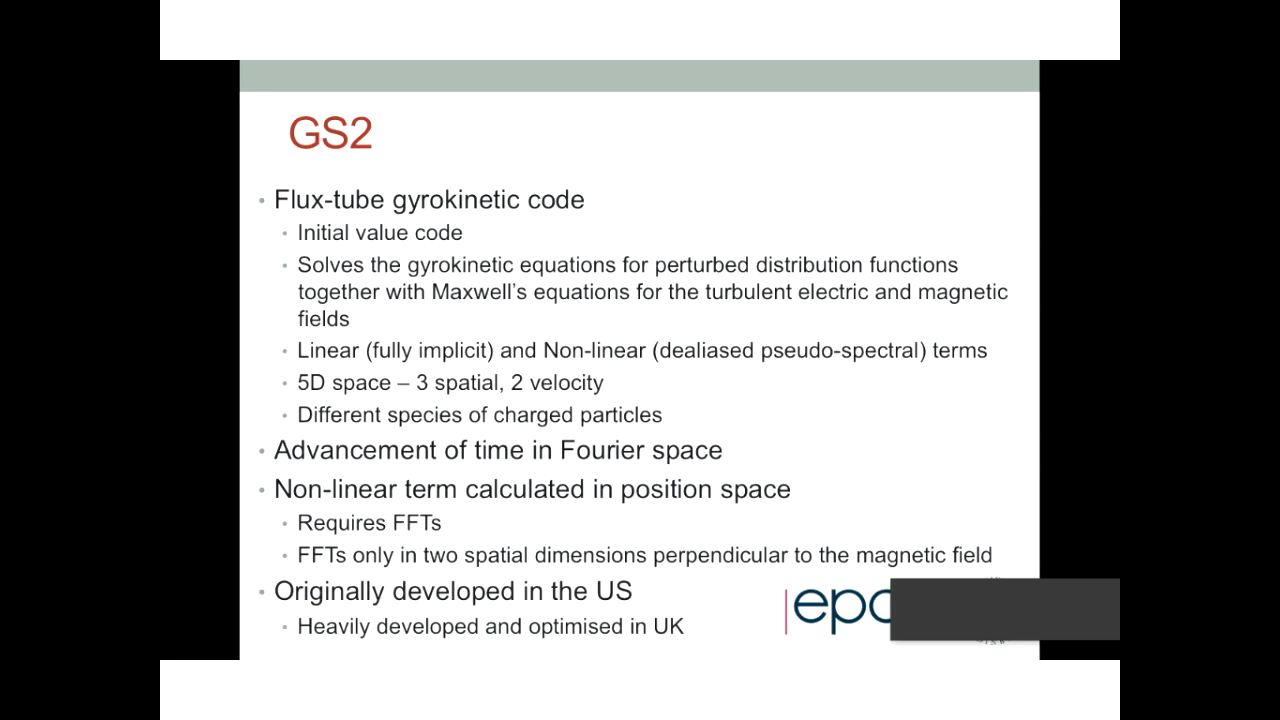 GS2
• Flux-tube gyrokinetic code
• Initial value code
• Solves the gyrokinetic equations for perturbed distribution functions
together with Maxwell's equations for the turbulent electric and magnetic
fields
• Linear (fully implicit) and Non-linear (dealiased pseudo-spectral) terms
• 5D space – 3 spatial, 2 velocity
• Different species of charged particles
• Advancement of time in Fourier space
• Non-linear term calculated in position space
• Requires FFTs
• FFTs only in two spatial dimensions perpendicular to the magnetic field
• Originally developed in the US
• Heavily developed and optimised in UK